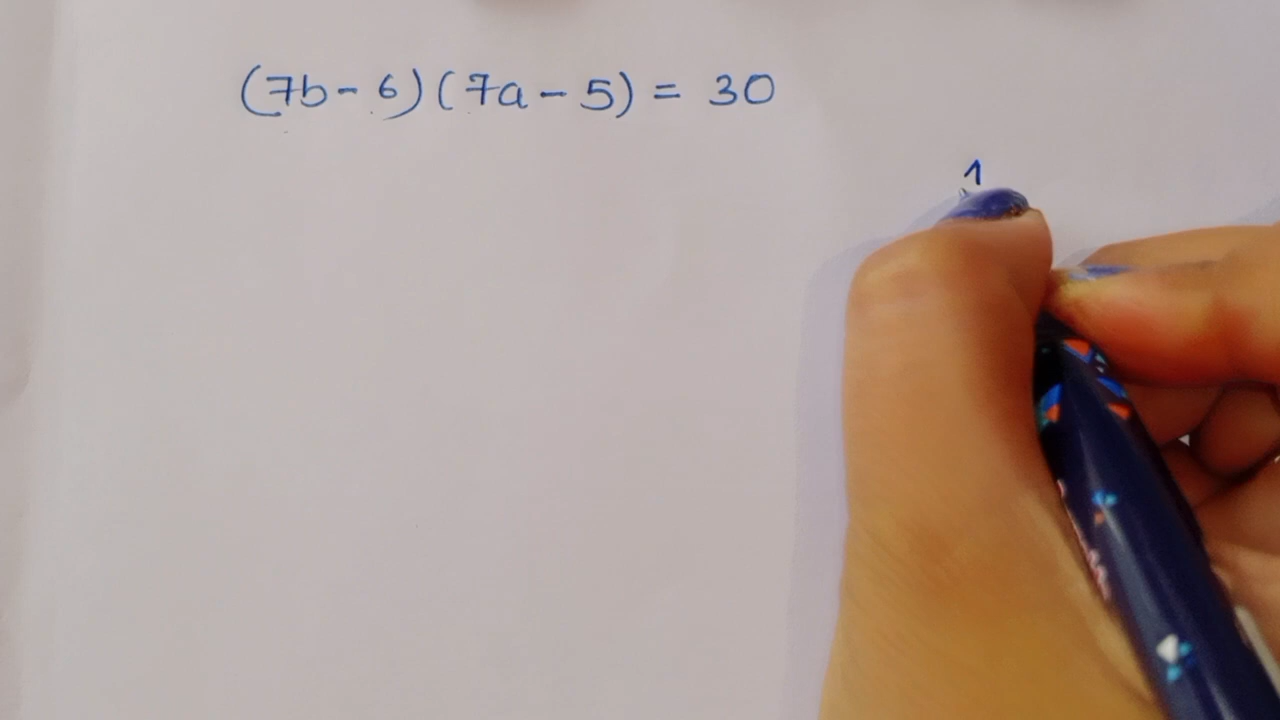 (7b - 6)(7a - 5) = 30
1